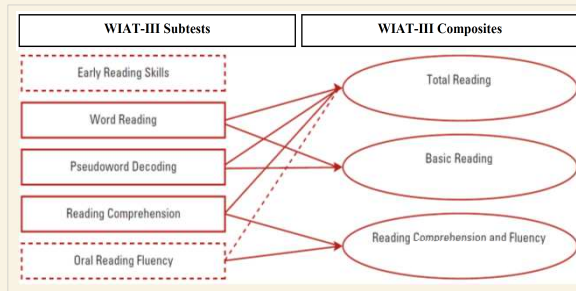 WIAT-III Subtests
WIAT-III Composites
Early Reading Skills
Word Reading
Pseudoword Decoding
Reading Comprehension
Oral Reading Fluency
Total Reading
Basic Reading
Reading Comprehension and Fluency